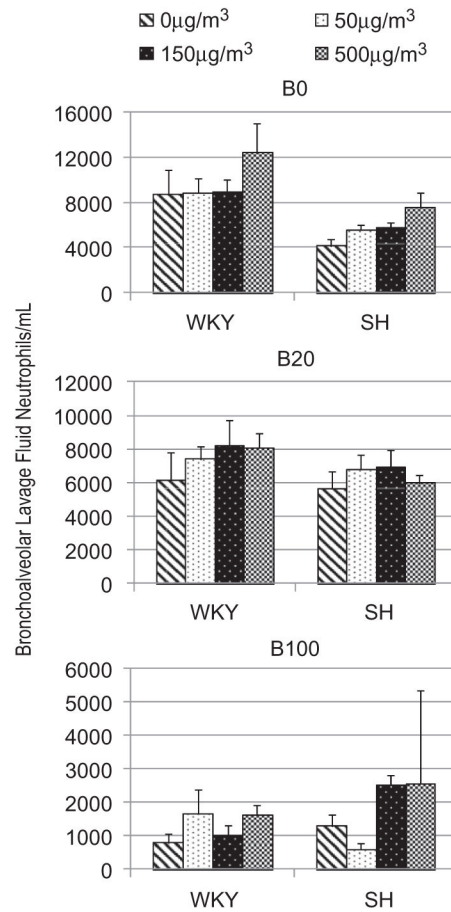 0µg/m³ 50µg/m³
150µg/m³ 500µg/m³
Bronchoalveolar Lavage Fluid Neutrophils/mL
B0
16000
12000
8000
4000
0
WKY SH
B20
12000
10000
8000
6000
4000
2000
0
WKY SH
B100
6000
5000
4000
3000
2000
1000
0
WKY SH